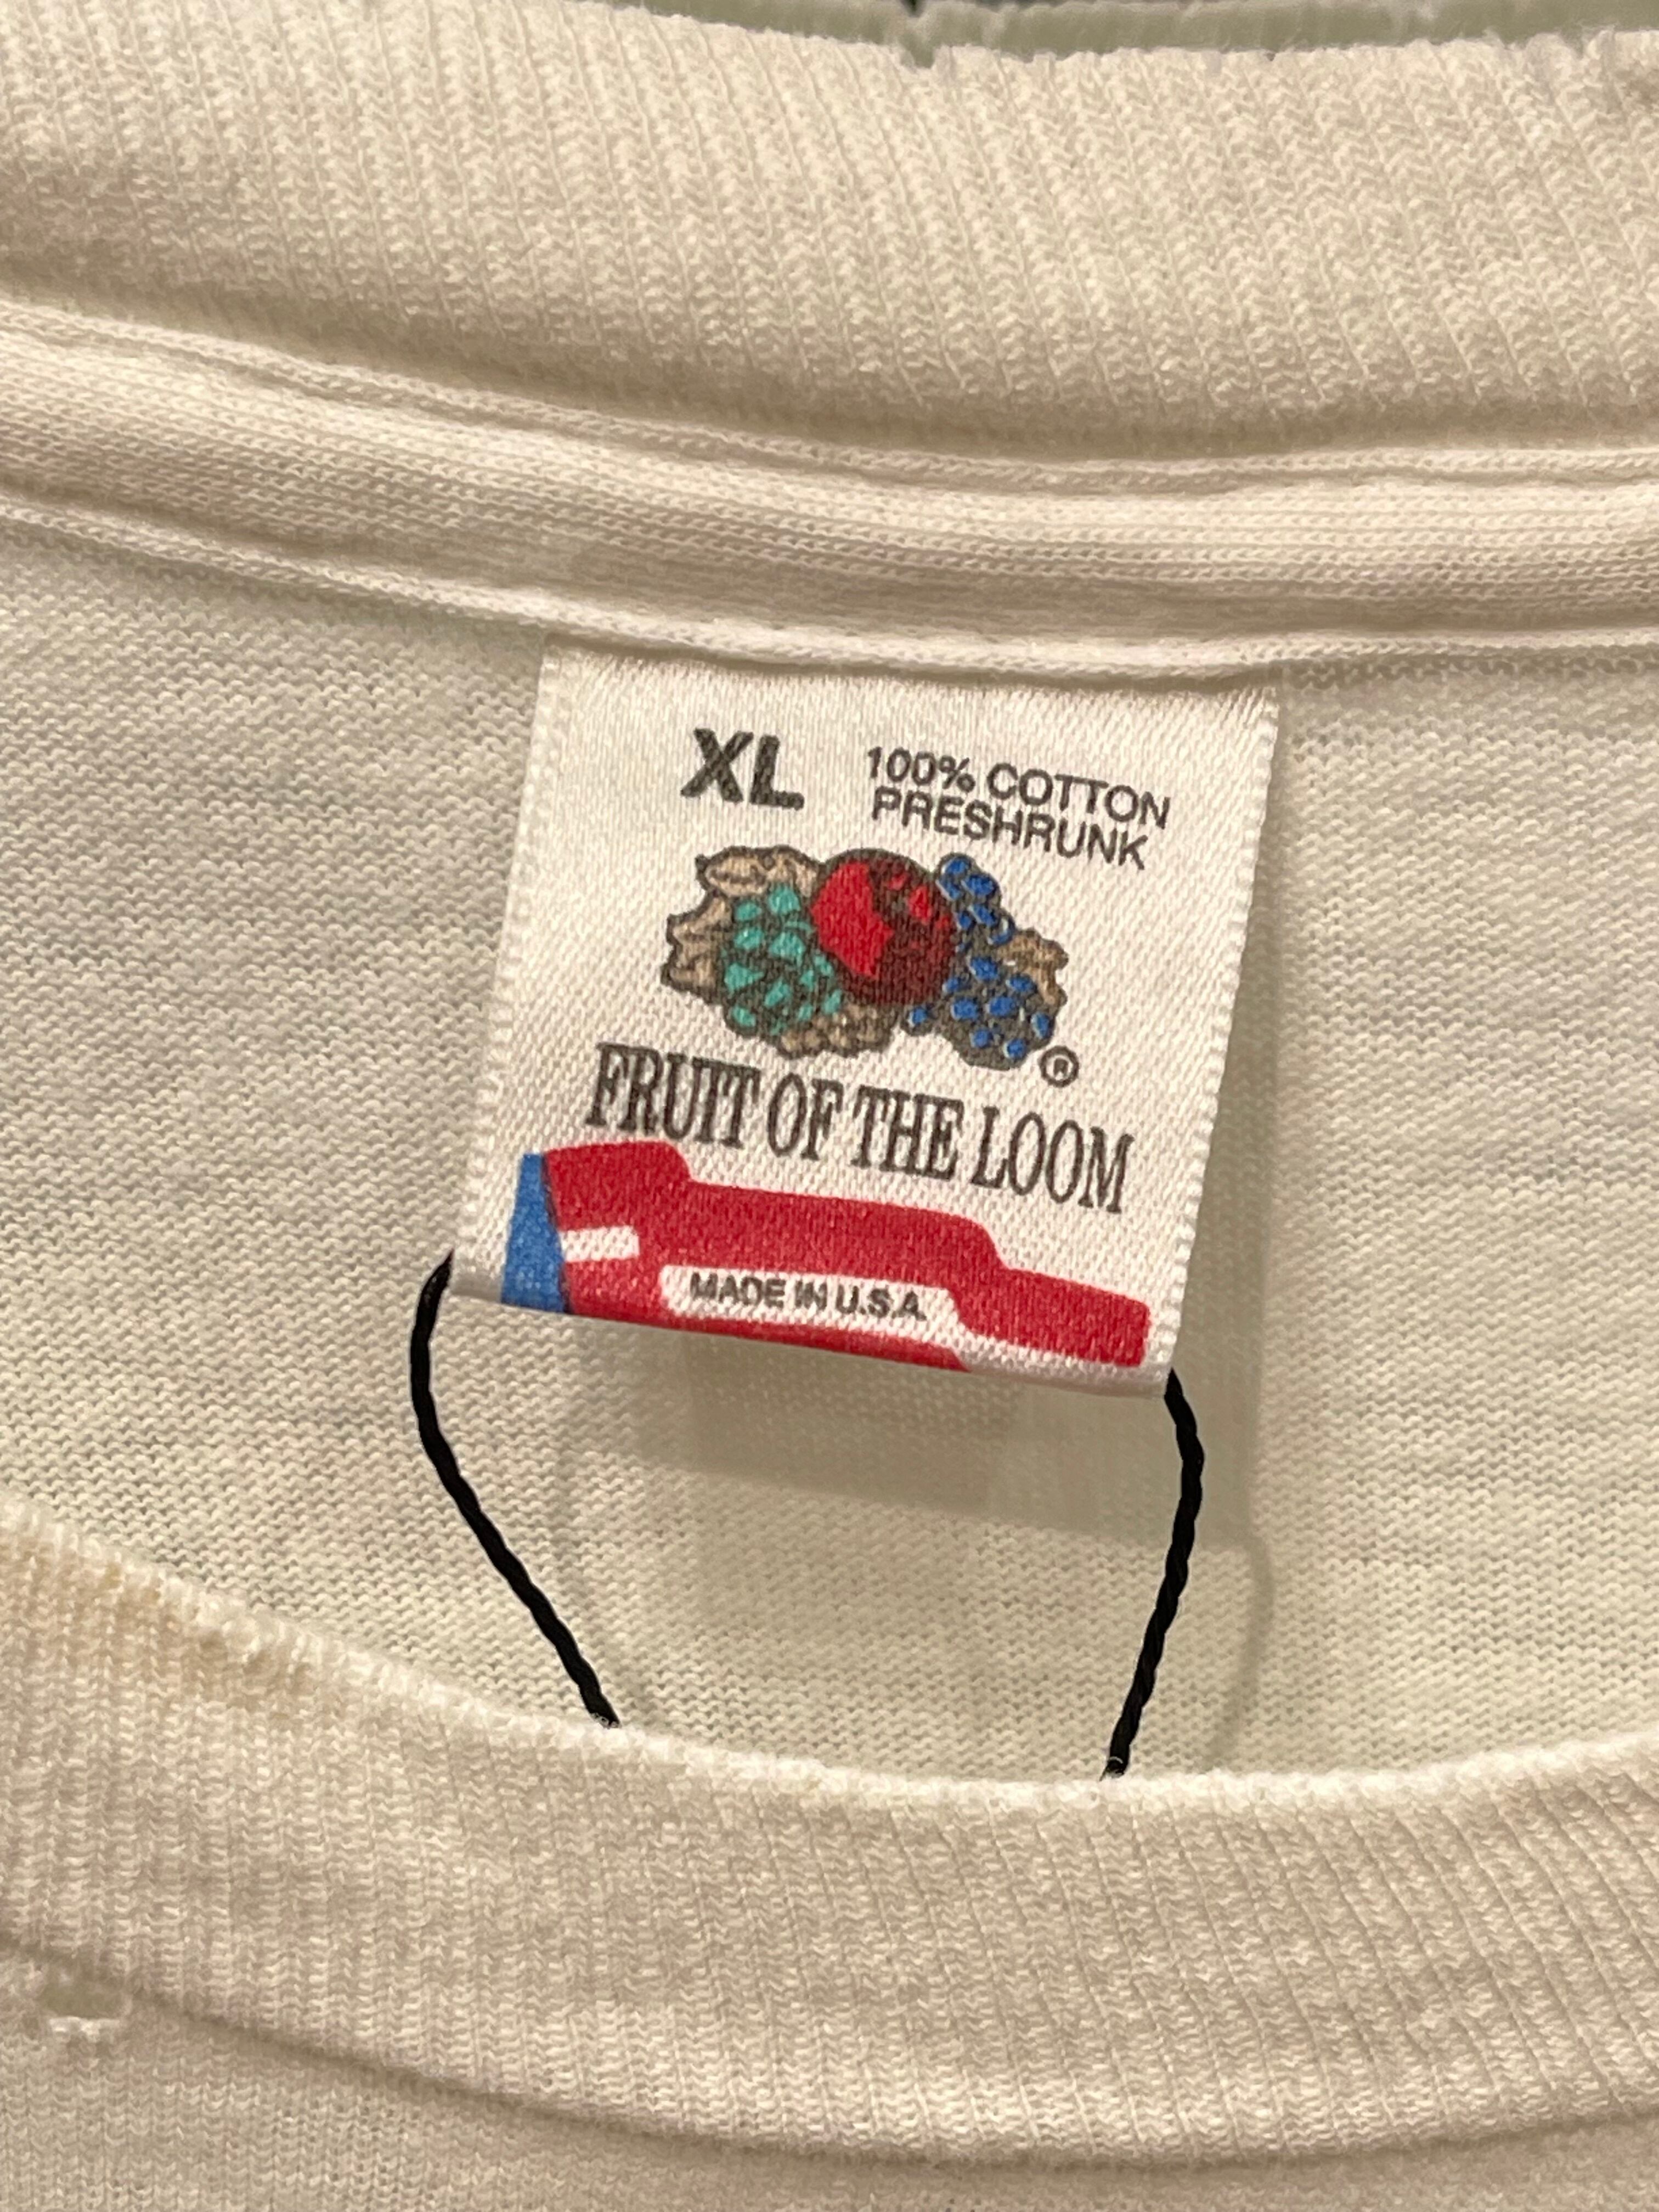 XL
100% COTTON
PRESHRUNK
®
FRUIT OF THE LOOM
MADE IN U.S.A.